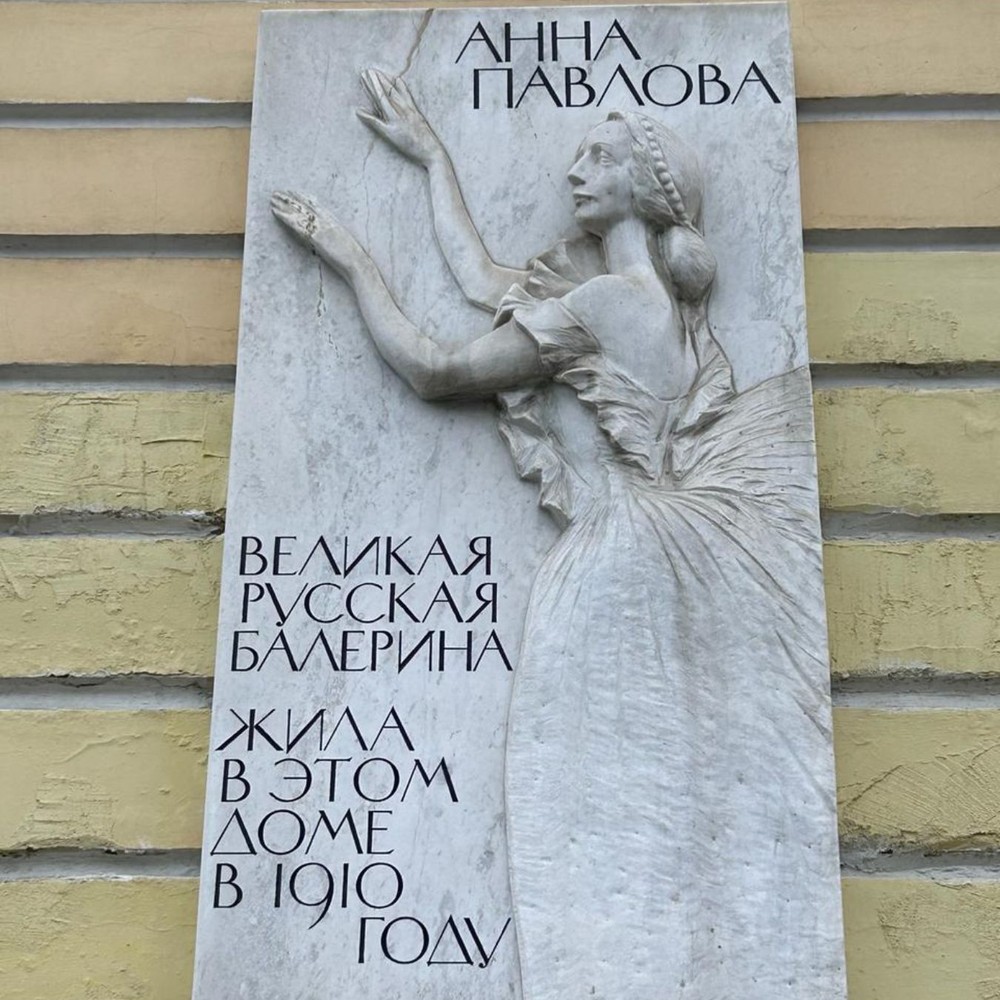 АННА
ПАВЛОВА
ВЕЛИКАЯ
РУССКАЯ
БАЛЕРИНА
ЖИЛА
В ЭТОМ
ДОМЕ
В 1910
ГОДУ